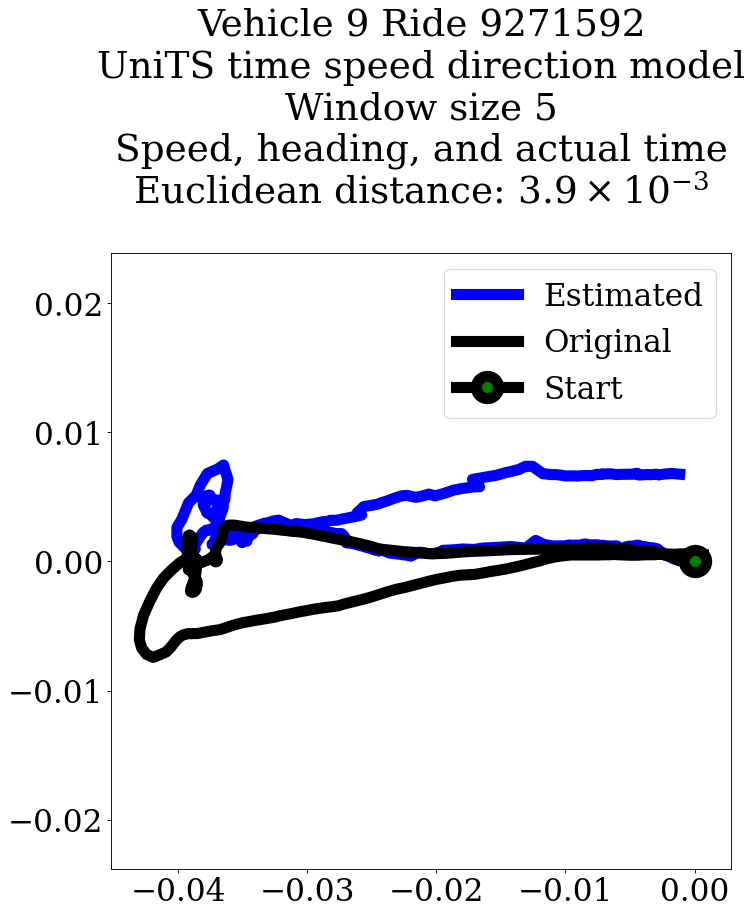 Vehicle 9 Ride 9271592
UniTS time speed direction model
Window size 5
Speed, heading, and actual time
Euclidean distance: 3.9 × 10⁻³
Estimated
Original
Start
0.02
0.01
0.00
−0.01
−0.02
−0.04 −0.03 −0.02 −0.01 0.00